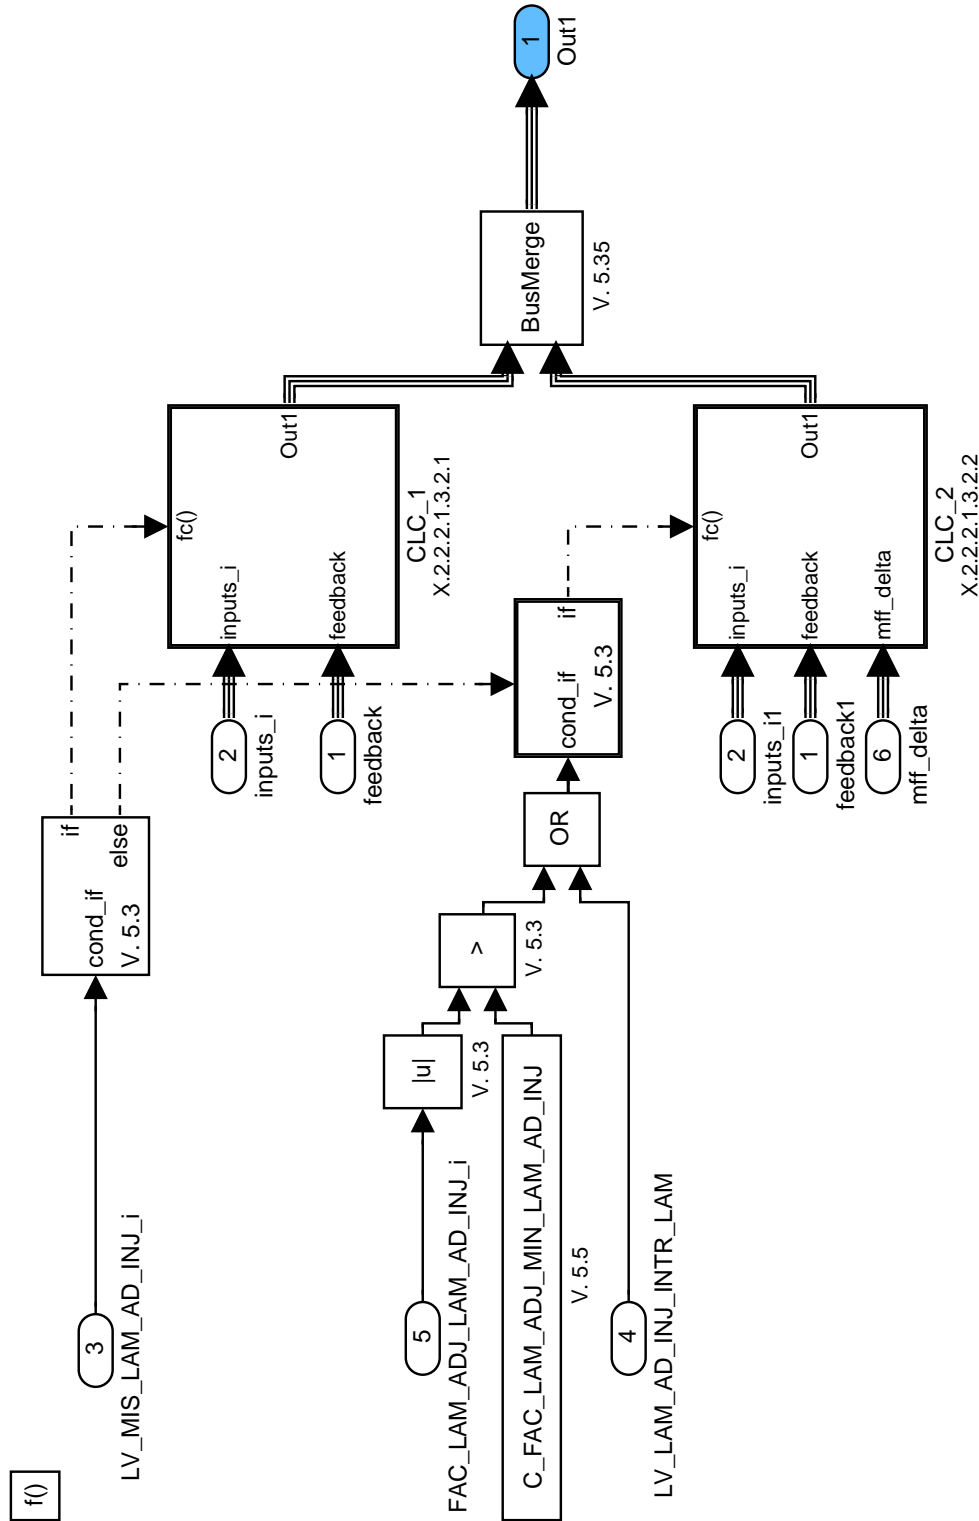 f()
3
LV_MIS_LAM_AD_INJ_i
cond_if
V. 5.3
if
else
2
inputs_i
1
feedback
fc()
inputs_i
feedback
Out1
CLC_1
X.2.2.2.1.3.2.1
5
FAC_LAM_ADJ_LAM_AD_INJ_i
|u|
V. 5.3
C_FAC_LAM_ADJ_MIN_LAM_AD_INJ
V. 5.5
>
V. 5.3
4
LV_LAM_AD_INJ_INTR_LAM
OR
cond_if
V. 5.3
if
2
inputs_i1
1
feedback1
6
mff_delta
fc()
inputs_i
feedback
mff_delta
Out1
CLC_2
X.2.2.2.1.3.2.2
BusMerge
V. 5.35
1
Out1